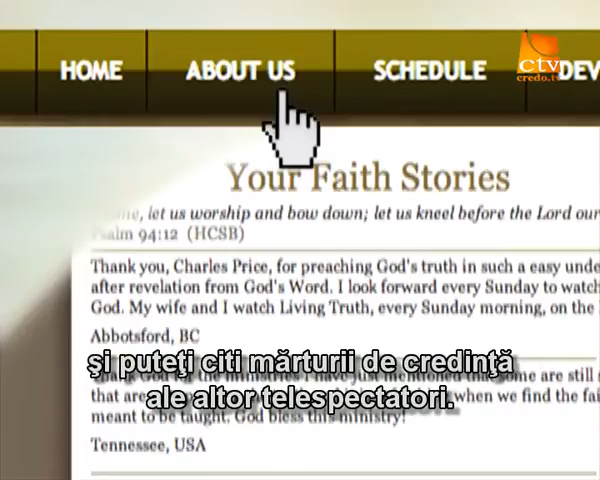 HOME ABOUT US SCHEDULE DEV
ctv
credo.tv
Your Faith Stories
let us worship and bow down; let us kneel before the Lord our
Psalm 94:12 (HCSB)
Thank you, Charles Price, for preaching God's truth in such a easy unde
after revelation from God's Word. I look forward every Sunday to watch
God. My wife and I watch Living Truth, every Sunday morning, on the
Abbotsford, BC
şi puteţi citi mărturii de credinţă
are still
that are
ale altor telespectatori.
when we find the fai
meant to be taught. God bless this ministry!
Tennessee, USA